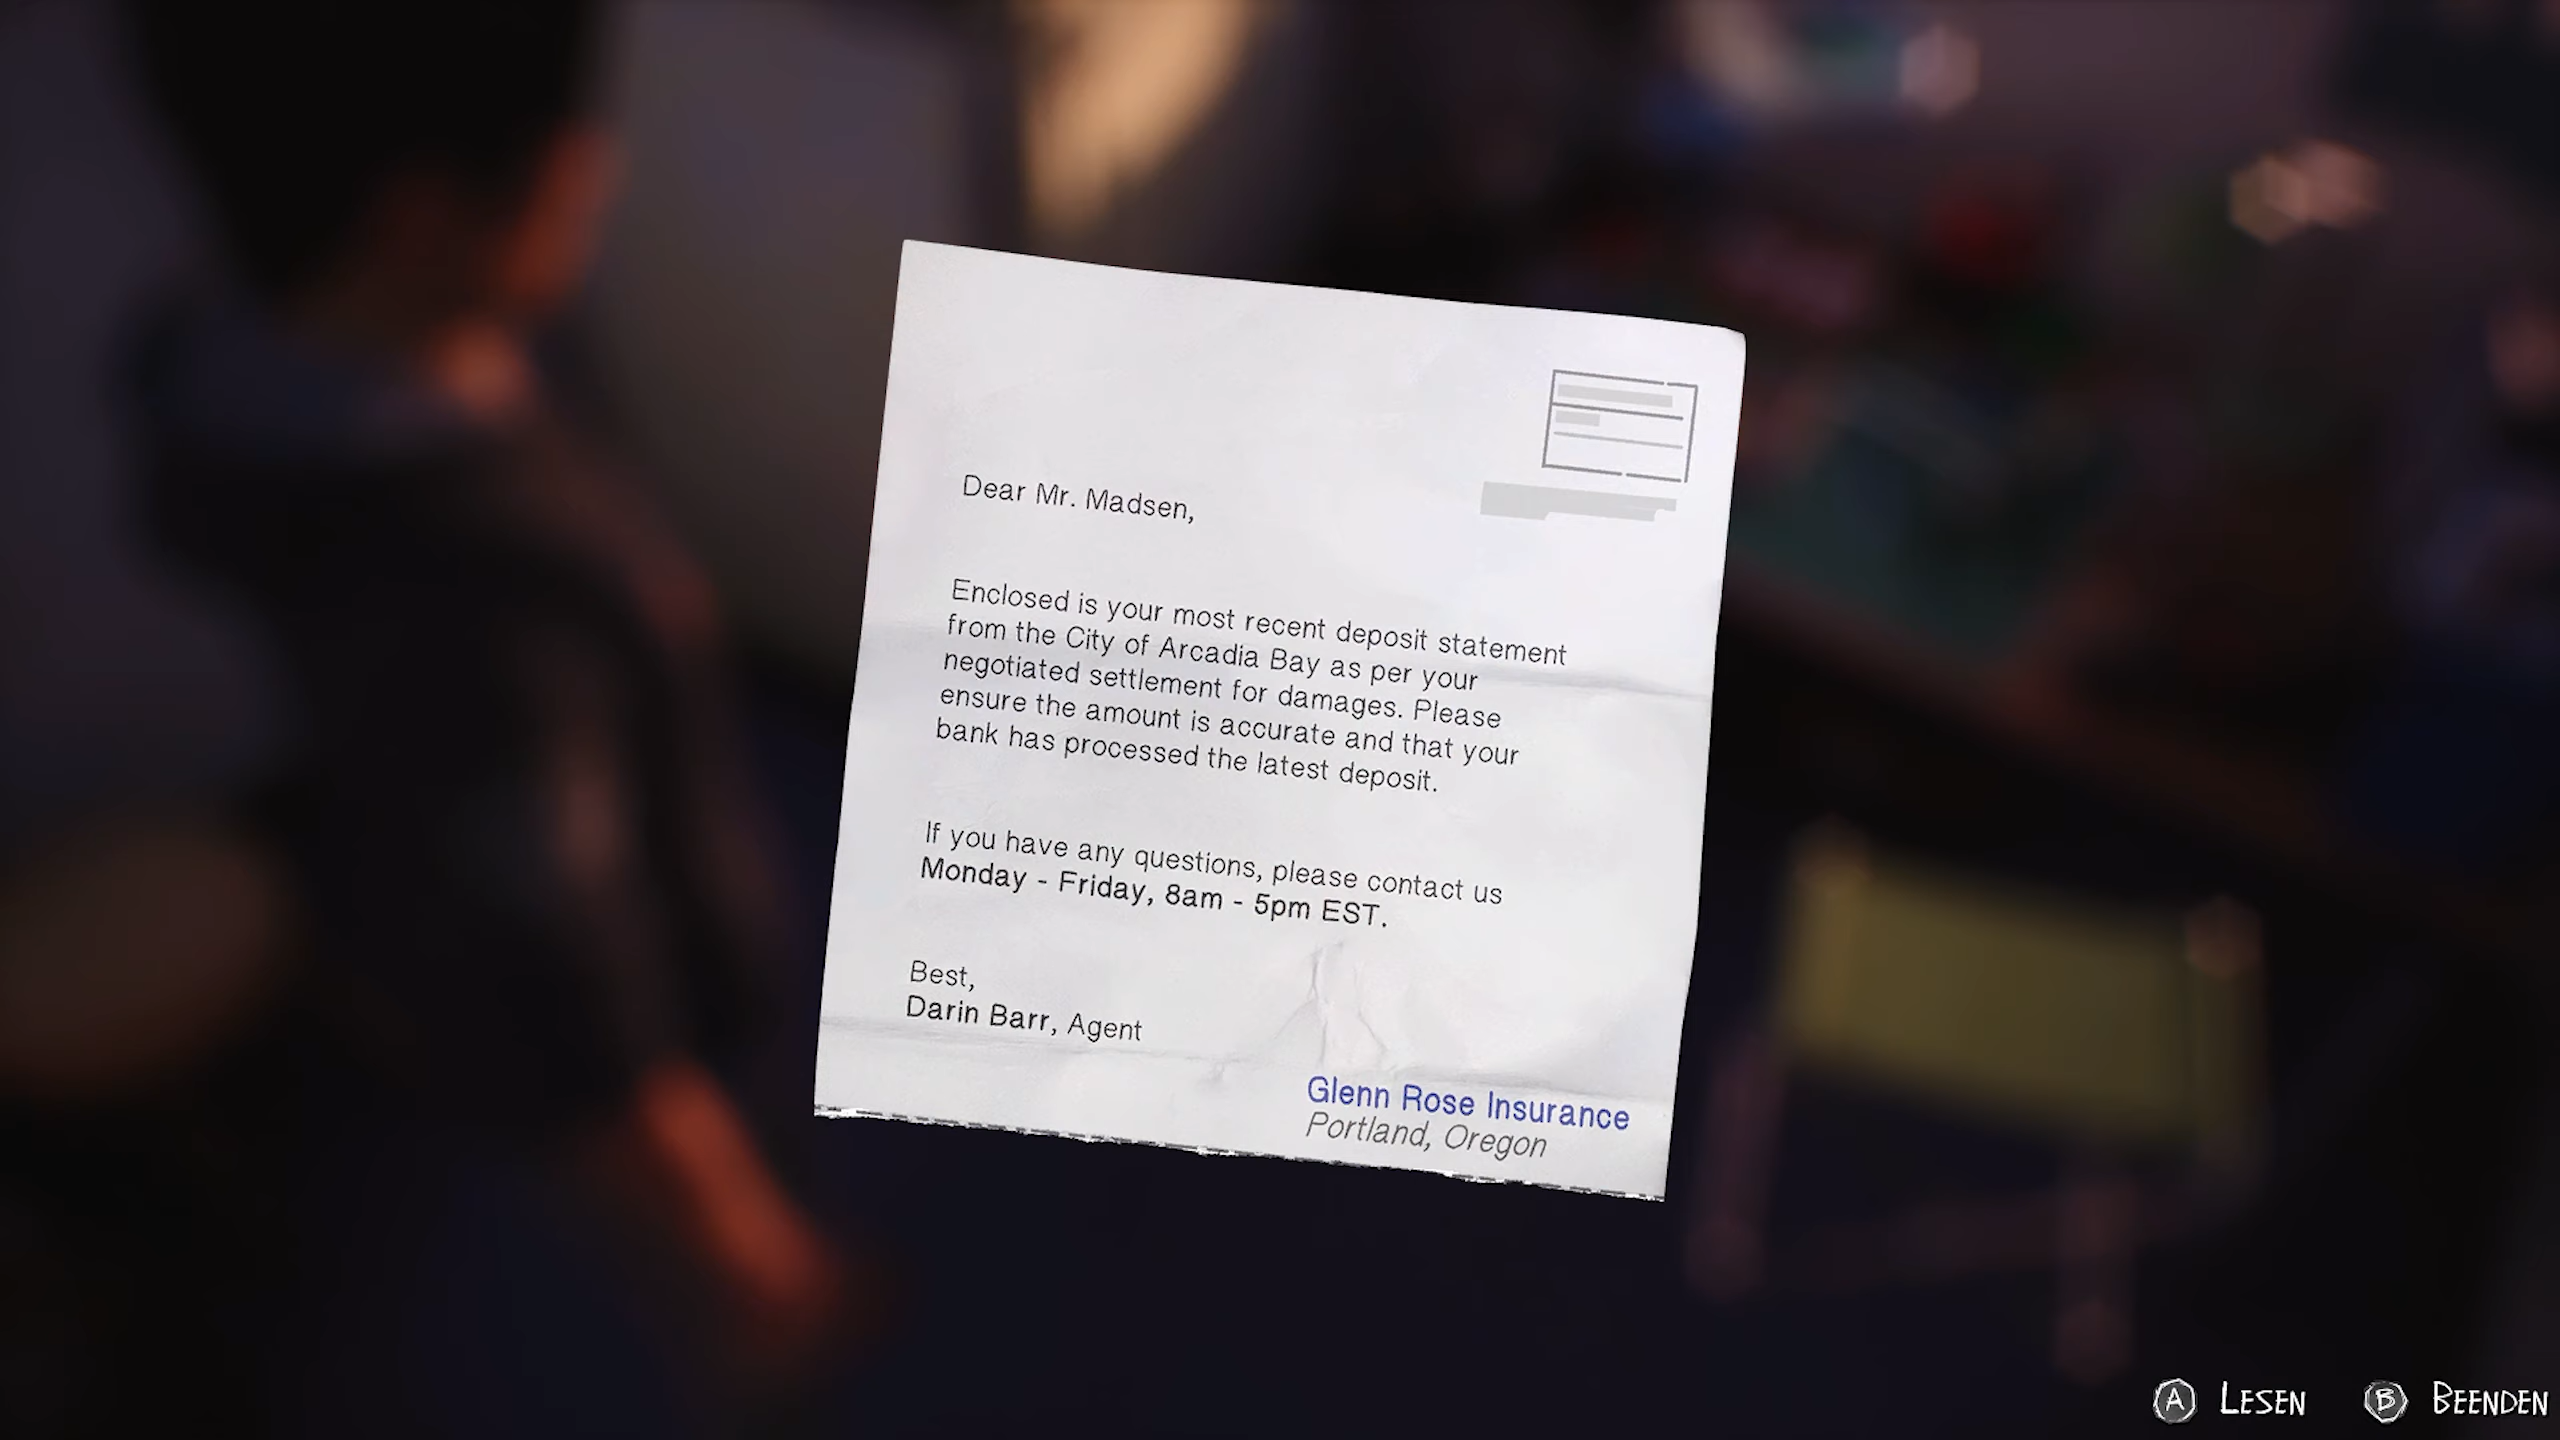 Dear Mr. Madsen,
Enclosed is your most recent deposit statement
from the City of Arcadia Bay as per your
negotiated settlement for damages. Please
ensure the amount is accurate and that your
bank has processed the latest deposit.
If you have any questions, please contact us
Monday - Friday, 8am - 5pm EST.
Best,
Darin Barr, Agent
Glenn Rose Insurance
Portland, Oregon
A LESEN B BEENDEN